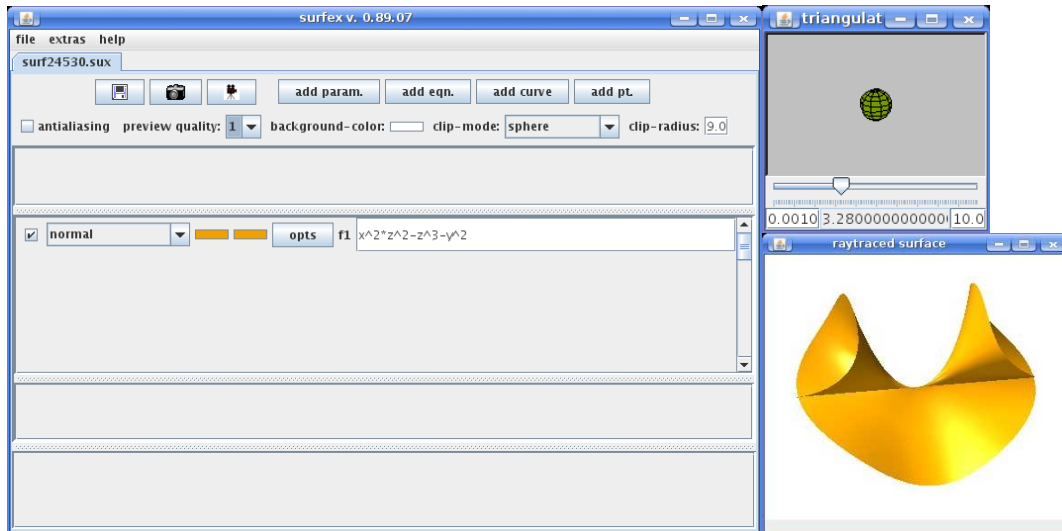 surfex v. 0.89.07
file extras help
surf24530.sux
add param. add eqn. add curve add pt.
antialiasing preview quality: 1 background-color: clip-mode: sphere clip-radius: 9.0
normal opts f1 x^2*z^2-z^3-y^2
triangulat
0.0010 3.280000000000 10.0
raytraced surface